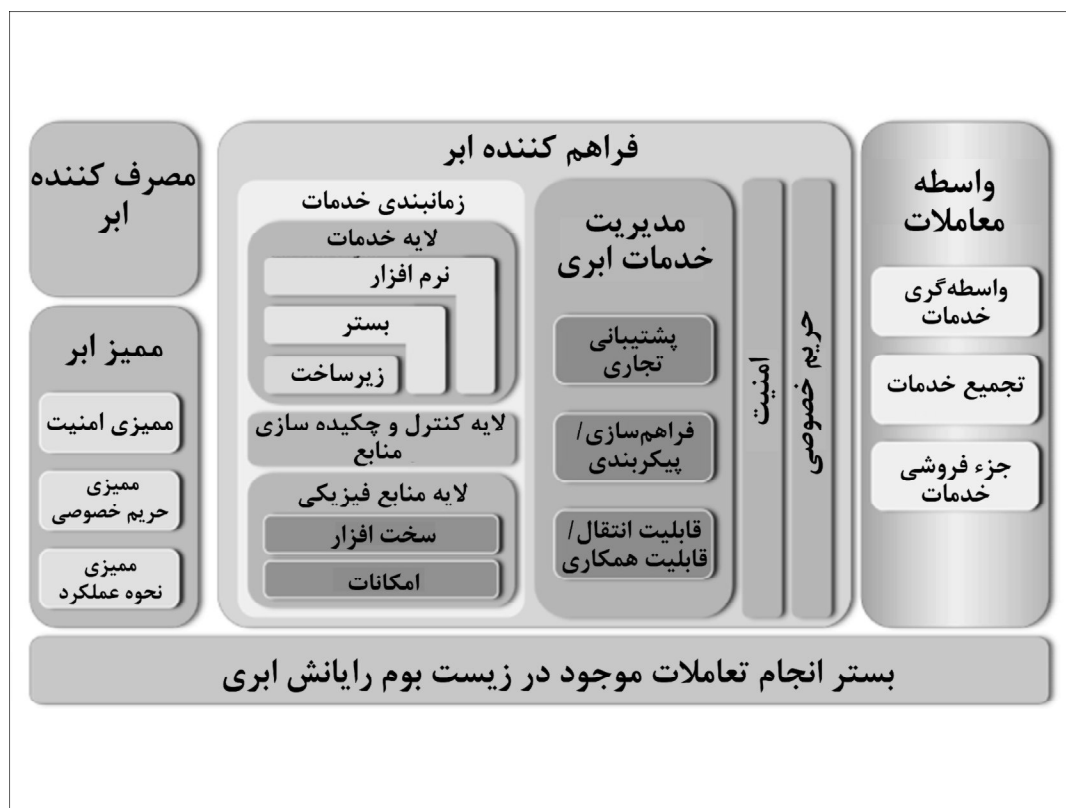 مصرف کننده
ابر
ممیز ابر
ممیزی امنیت
ممیزی
حریم خصوصی
ممیزی
نحوه عملکرد
فراهم کننده ابر
زمانبندی خدمات
لایه خدمات
نرم افزار
بستر
زیرساخت
لایه کنترل و چکیده سازی
منابع
لایه منابع فیزیکی
سخت افزار
امکانات
مدیریت
خدمات ابری
پشتیبانی
تجاری
فراهم‌سازی/
پیکربندی
قابلیت انتقال/
قابلیت همکاری
امنیت
حریم خصوصی
واسطه
معاملات
واسطه‌گری
خدمات
تجمیع خدمات
جزء فروشی
خدمات
بستر انجام تعاملات موجود در زیست بوم رایانش ابری